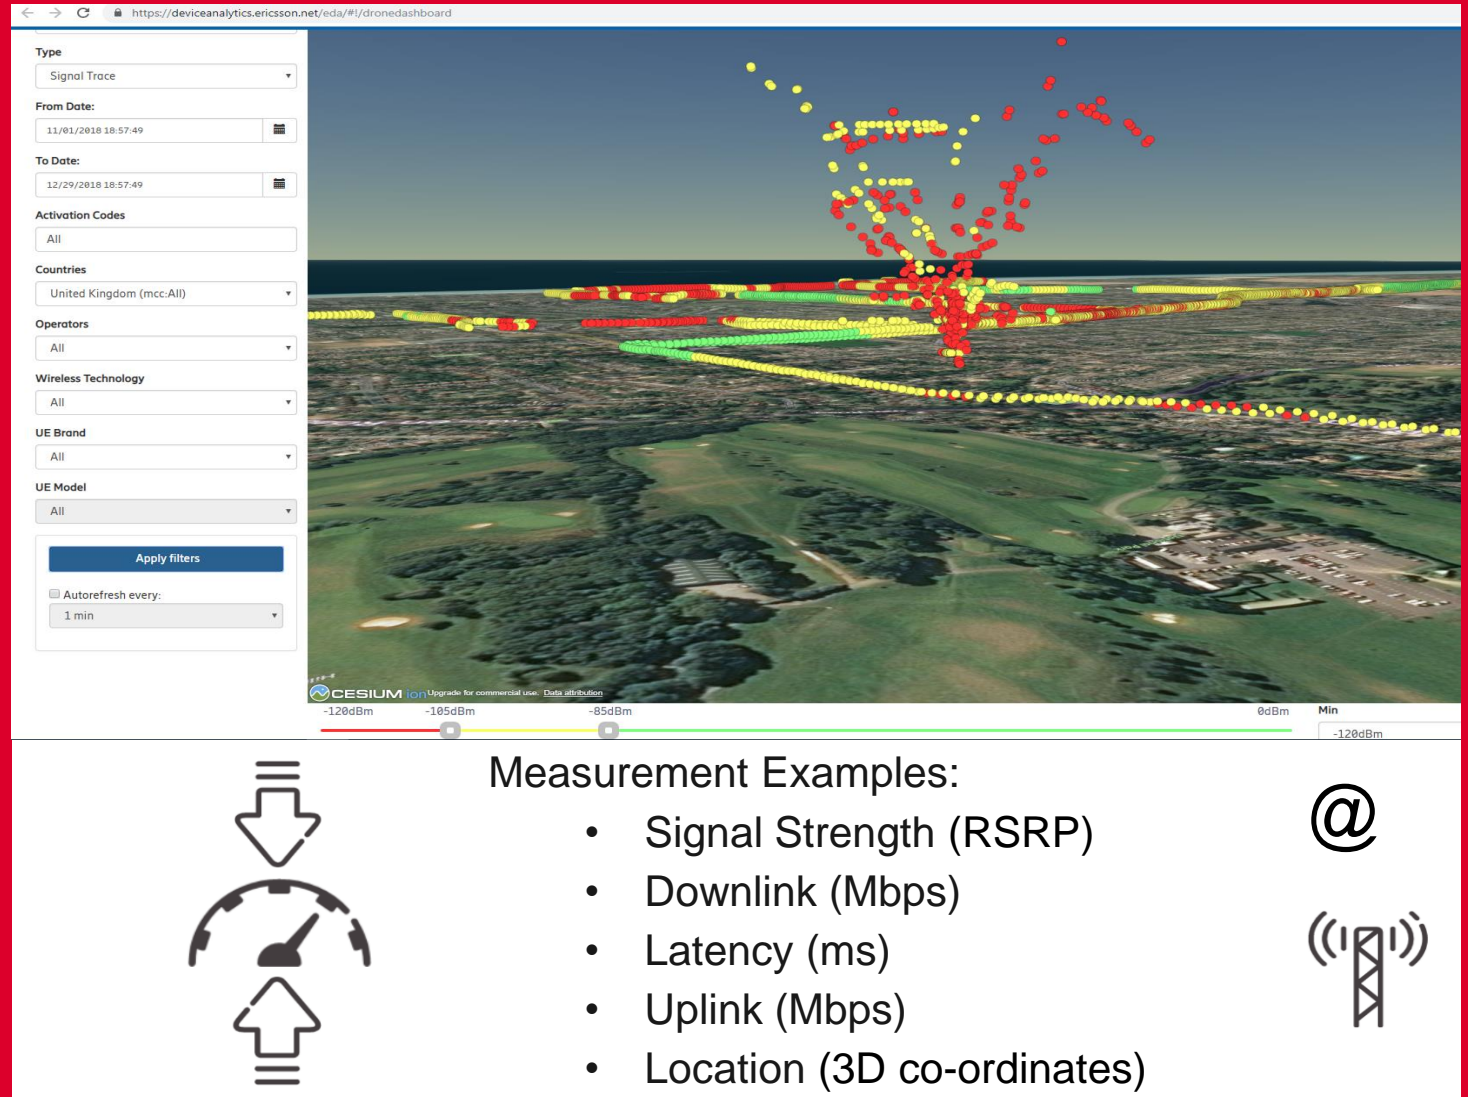 https://deviceanalytics.ericsson.net/eda/#!/dronedashboard
Type
Signal Trace
From Date:
11/01/2018 18:57:49
To Date:
12/29/2018 18:57:49
Activation Codes
All
Countries
United Kingdom (mcc:All)
Operators
All
Wireless Technology
All
UE Brand
All
UE Model
All
Apply filters
Autorefresh every:
1 min
CESIUM ion Upgrade for commercial use. Data attribution
-120dBm -105dBm -85dBm 0dBm Min
-120dBm
Measurement Examples:
@
• Signal Strength (RSRP)
• Downlink (Mbps)
• Latency (ms)
• Uplink (Mbps)
• Location (3D co-ordinates)